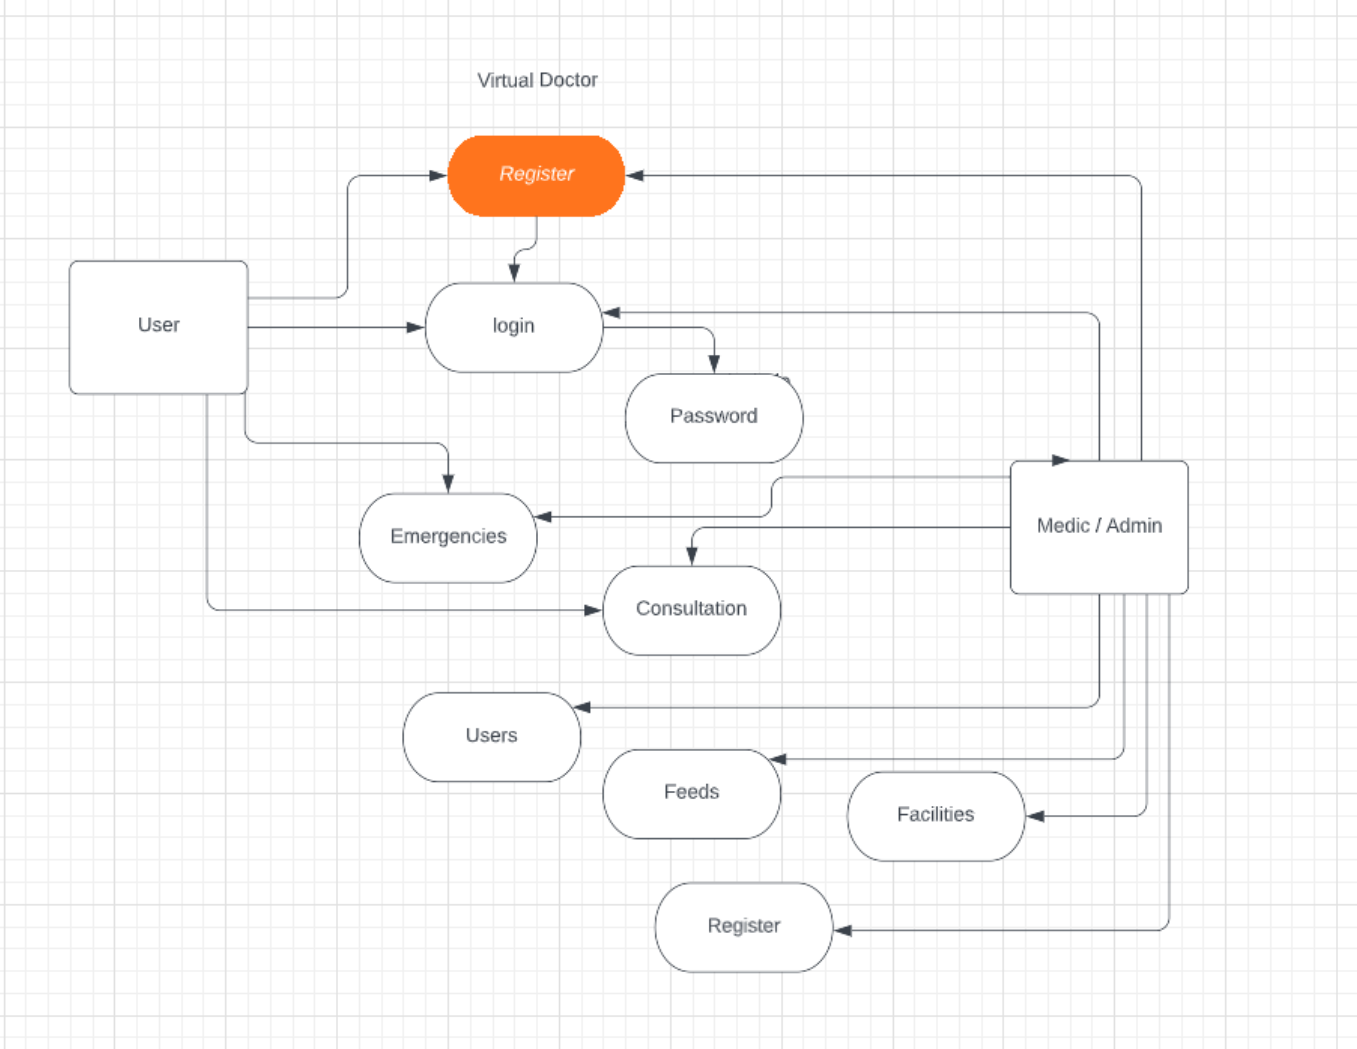 Virtual Doctor
Register
User
login
Password
Medic / Admin
Emergencies
Consultation
Users
Feeds
Facilities
Register